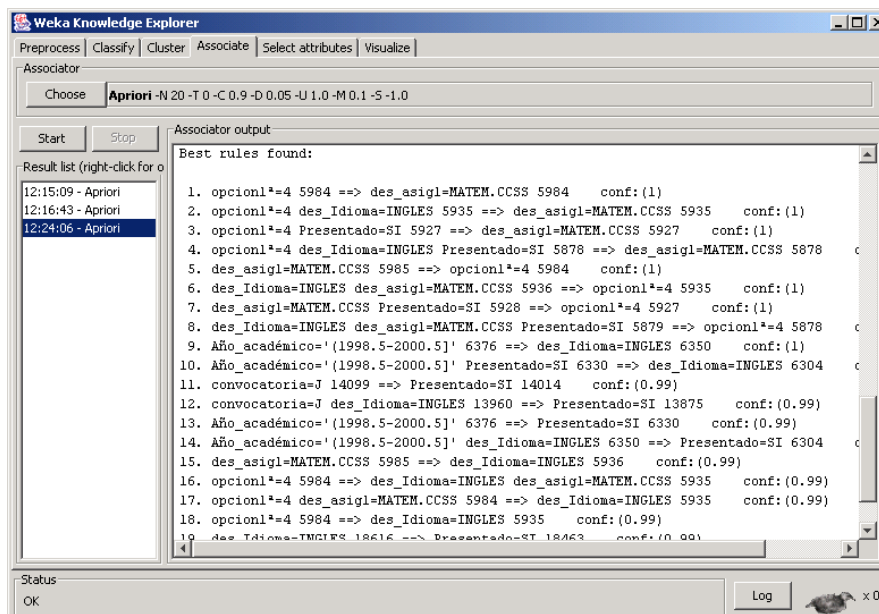 Weka Knowledge Explorer
Preprocess Classify Cluster Associate Select attributes Visualize
Associator
Choose Apriori -N 20 -T 0 -C 0.9 -D 0.05 -U 1.0 -M 0.1 -S -1.0
Start Stop
Result list (right-click for o
12:15:09 - Apriori
12:16:43 - Apriori
12:24:06 - Apriori
Associator output
Best rules found:
1. opcion1ª=4 5984 ==> des_asig1=MATEM.CCSS 5984 conf:(1)
2. opcion1ª=4 des_Idioma=INGLES 5935 ==> des_asig1=MATEM.CCSS 5935 conf:(1)
3. opcion1ª=4 Presentado=SI 5927 ==> des_asig1=MATEM.CCSS 5927 conf:(1)
4. opcion1ª=4 des_Idioma=INGLES Presentado=SI 5878 ==> des_asig1=MATEM.CCSS 5878 c
5. des_asig1=MATEM.CCSS 5985 ==> opcion1ª=4 5984 conf:(1)
6. des_Idioma=INGLES des_asig1=MATEM.CCSS 5936 ==> opcion1ª=4 5935 conf:(1)
7. des_asig1=MATEM.CCSS Presentado=SI 5928 ==> opcion1ª=4 5927 conf:(1)
8. des_Idioma=INGLES des_asig1=MATEM.CCSS Presentado=SI 5879 ==> opcion1ª=4 5878 c
9. Año_académico='(1998.5-2000.5]' 6376 ==> des_Idioma=INGLES 6350 conf:(1)
10. Año_académico='(1998.5-2000.5]' Presentado=SI 6330 ==> des_Idioma=INGLES 6304 c
11. convocatoria=J 14099 ==> Presentado=SI 14014 conf:(0.99)
12. convocatoria=J des_Idioma=INGLES 13960 ==> Presentado=SI 13875 conf:(0.99)
13. Año_académico='(1998.5-2000.5]' 6376 ==> Presentado=SI 6330 conf:(0.99)
14. Año_académico='(1998.5-2000.5]' des_Idioma=INGLES 6350 ==> Presentado=SI 6304 c
15. des_asig1=MATEM.CCSS 5985 ==> des_Idioma=INGLES 5936 conf:(0.99)
16. opcion1ª=4 5984 ==> des_Idioma=INGLES des_asig1=MATEM.CCSS 5935 conf:(0.99)
17. opcion1ª=4 des_asig1=MATEM.CCSS 5984 ==> des_Idioma=INGLES 5935 conf:(0.99)
18. opcion1ª=4 5984 ==> des_Idioma=INGLES 5935 conf:(0.99)
19. des_Idioma=INGLES 18616 ==> Presentado=SI 18463 conf:(0.99)
Status
OK
Log
x 0